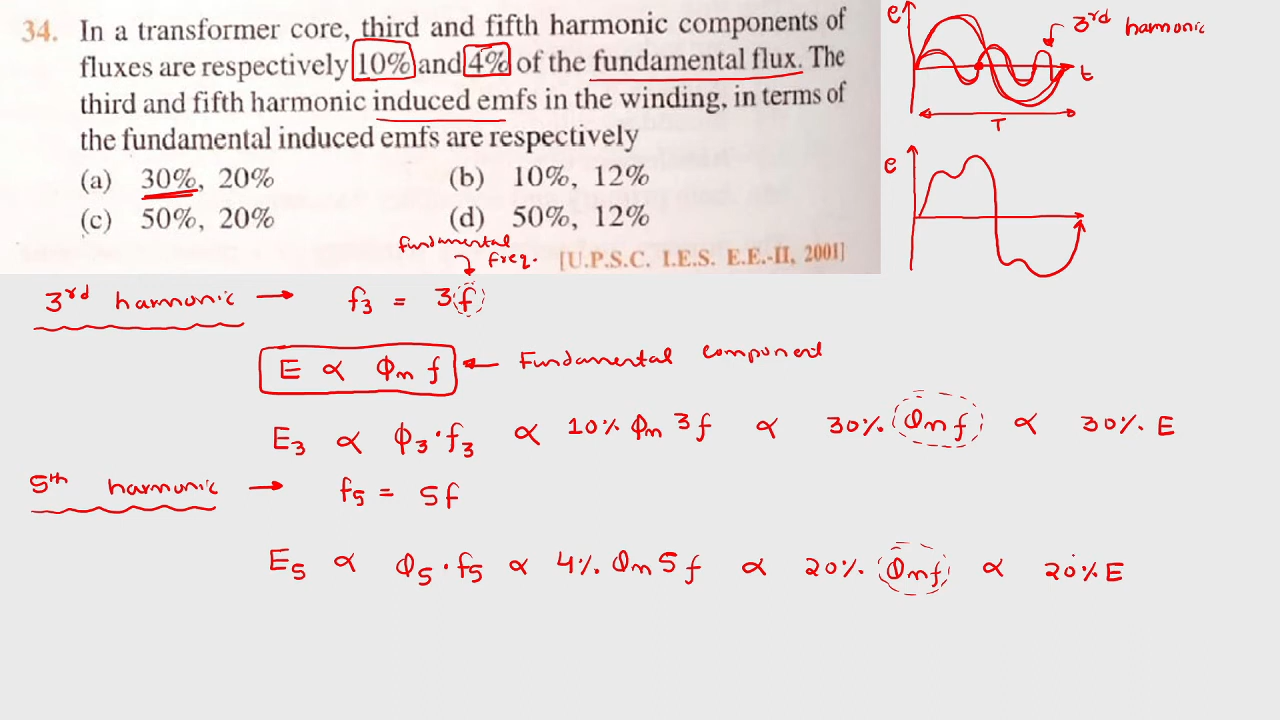 34. In a transformer core, third and fifth harmonic components of
fluxes are respectively 10% and 4% of the fundamental flux. The
third and fifth harmonic induced emfs in the winding, in terms of
the fundamental induced emfs are respectively
(a) 30%, 20% (b) 10%, 12%
(c) 50%, 20% (d) 50%, 12%
[U.P.S.C. I.E.S. E.E.-II, 2001]
e
3rd harmonic
t
T
e
fundamental
freq.
3rd harmonic → f3 = 3f
E ∝ Φm f ← Fundamental component
E3 ∝ Φ3·f3 ∝ 10% Φm 3f ∝ 30% Φm f ∝ 30% E
5th harmonic → f5 = 5f
E5 ∝ Φ5·f5 ∝ 4% Φm 5f ∝ 20% Φm f ∝ 20% E